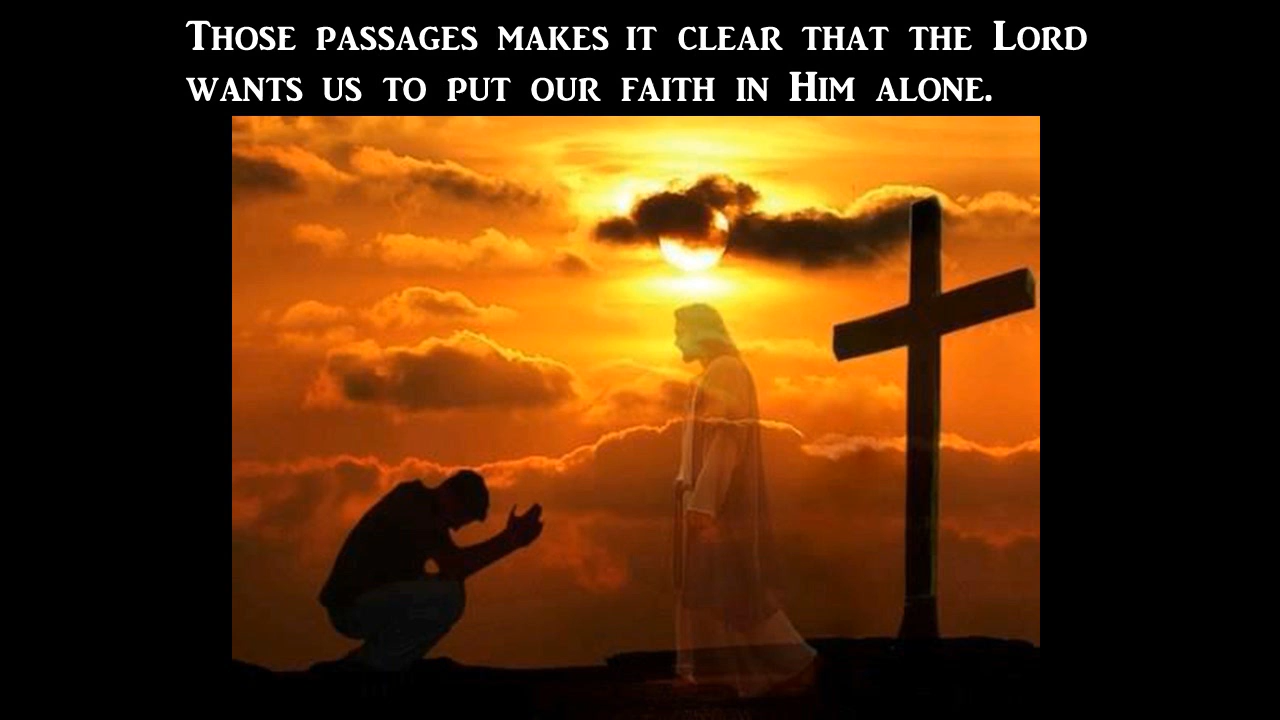 Those passages makes it clear that the Lord
wants us to put our faith in Him alone.